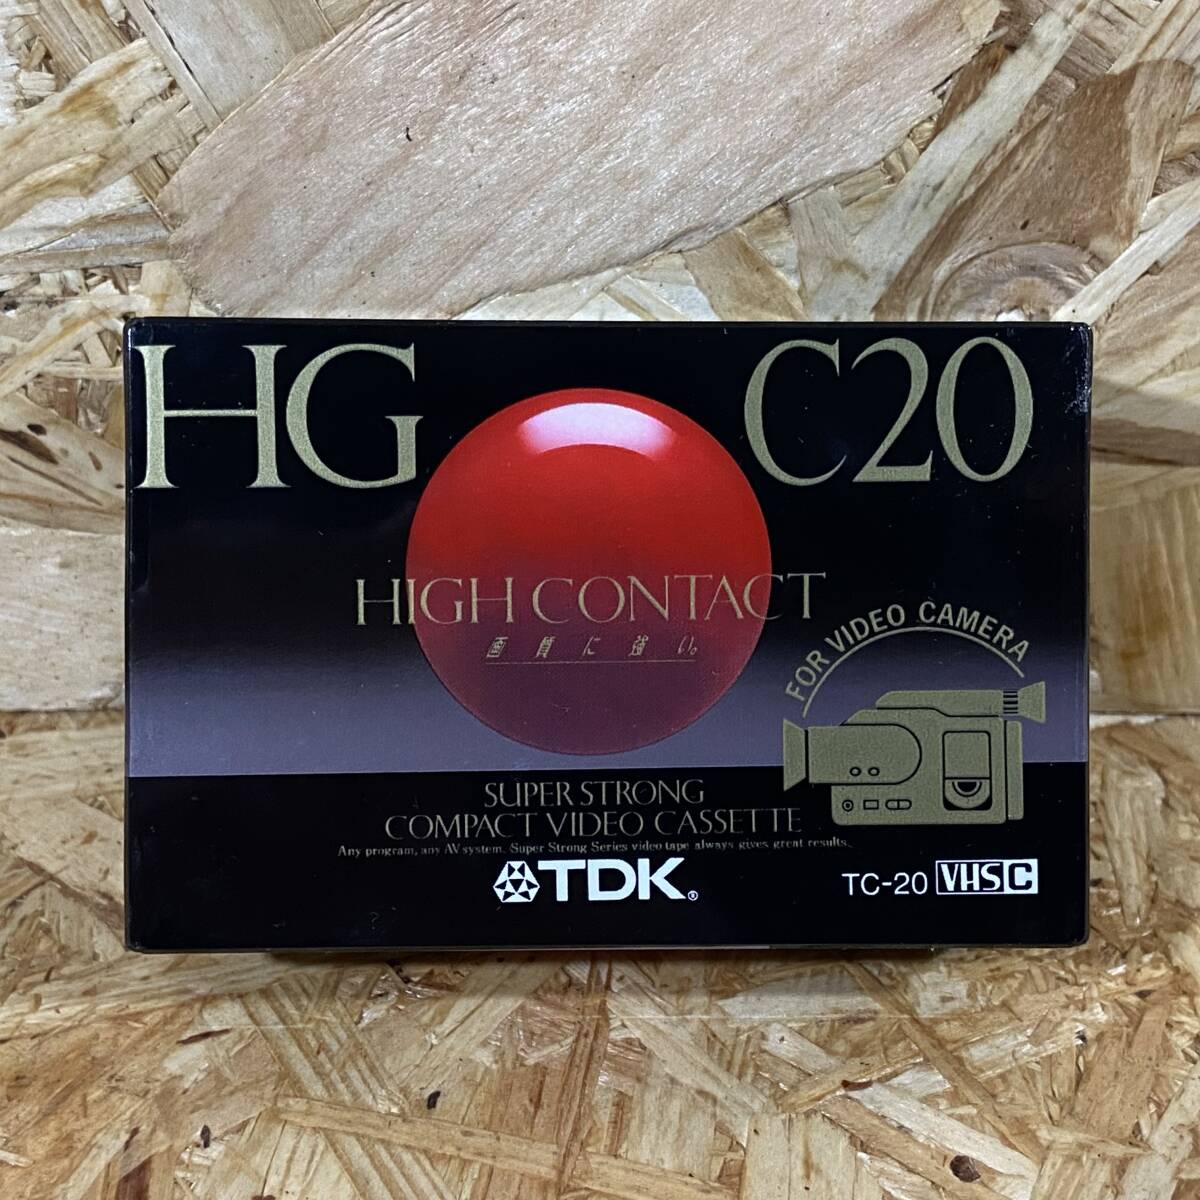 HG C20
HIGH CONTACT
画質に強い。
FOR VIDEO CAMERA
SUPER STRONG
COMPACT VIDEO CASSETTE
Any program, any AV system. Super Strong Series video tape always gives great results.
TDK®
TC-20 VHS C